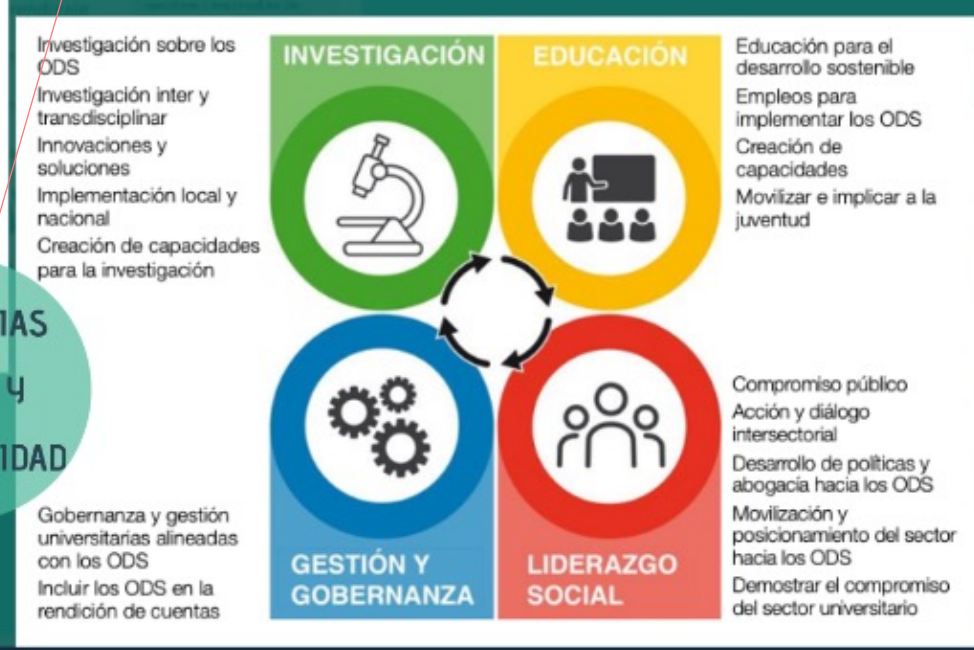 Investigación sobre los
ODS
Investigación inter y
transdisciplinar
Innovaciones y
soluciones
Implementación local y
nacional
Creación de capacidades
para la investigación
INVESTIGACIÓN
EDUCACIÓN
Educación para el
desarrollo sostenible
Empleos para
implementar los ODS
Creación de
capacidades
Movilizar e implicar a la
juventud
IAS
y
IDAD
Gobernanza y gestión
universitarias alineadas
con los ODS
Incluir los ODS en la
rendición de cuentas
GESTIÓN Y
GOBERNANZA
LIDERAZGO
SOCIAL
Compromiso público
Acción y diálogo
intersectorial
Desarrollo de políticas y
abogacía hacia los ODS
Movilización y
posicionamiento del sector
hacia los ODS
Demostrar el compromiso
del sector universitario